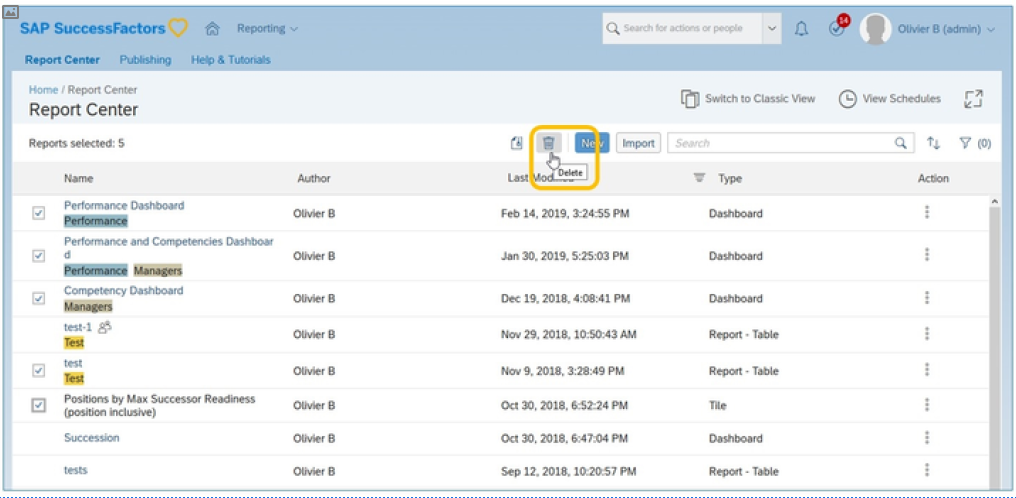 SAP SuccessFactors Reporting Search for actions or people 14 Olivier B (admin)
Report Center Publishing Help & Tutorials
Home / Report Center
Report Center Switch to Classic View View Schedules
Reports selected: 5 New Import Search (0)
Delete
Name Author Last Modified Type Action
Performance Dashboard
Performance
Olivier B Feb 14, 2019, 3:24:55 PM Dashboard
Performance and Competencies Dashboar
d
Performance Managers
Olivier B Jan 30, 2019, 5:25:03 PM Dashboard
Competency Dashboard
Managers
Olivier B Dec 19, 2018, 4:08:41 PM Dashboard
test-1
Test
Olivier B Nov 29, 2018, 10:50:43 AM Report - Table
test
Test
Olivier B Nov 9, 2018, 3:28:49 PM Report - Table
Positions by Max Successor Readiness
(position inclusive)
Olivier B Oct 30, 2018, 6:52:24 PM Tile
Succession Olivier B Oct 30, 2018, 6:47:04 PM Dashboard
tests Olivier B Sep 12, 2018, 10:20:57 PM Report - Table